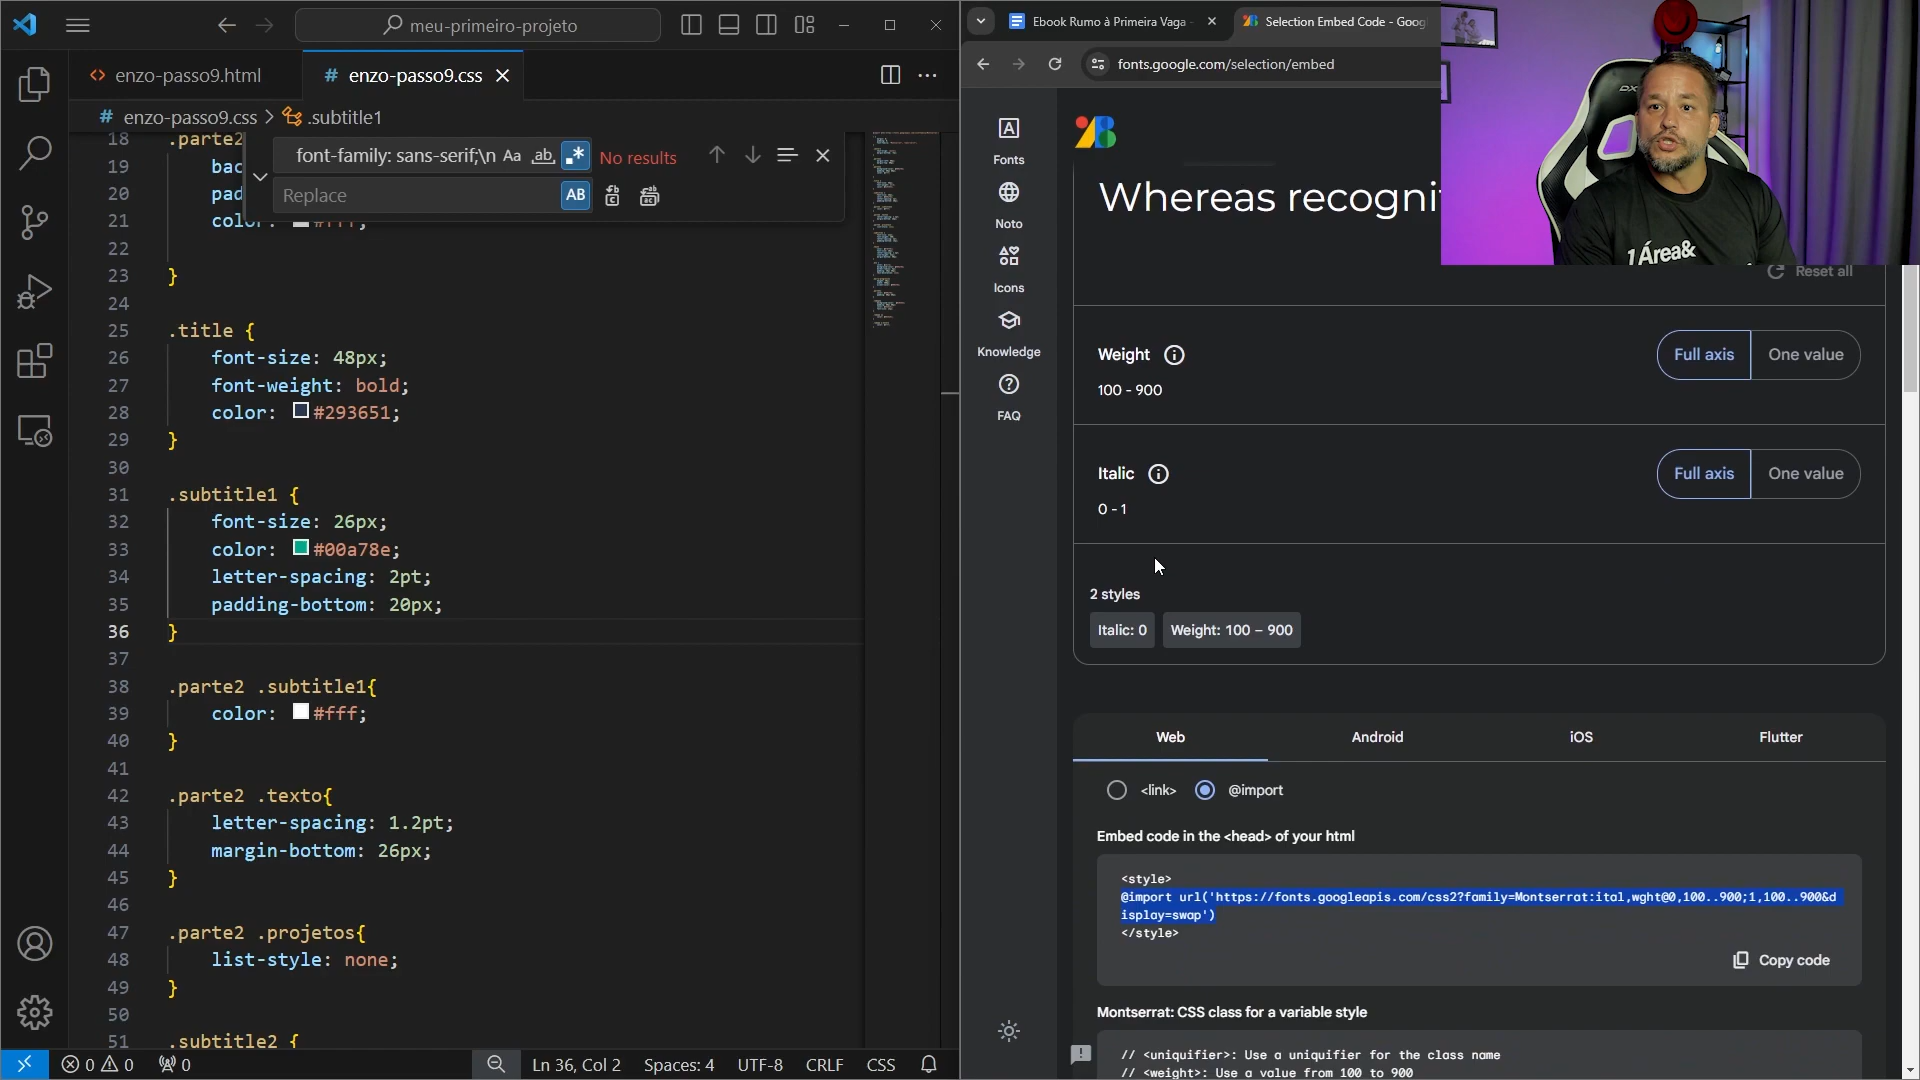 meu-primeiro-projeto
enzo-passo9.html
# enzo-passo9.css
# enzo-passo9.css > .subtitle1
font-family: sans-serif;\n Aa ab .* No results
Replace AB
18 .parte2
19 bac
20 pad
21 color: #fff;
22
23 }
24
25 .title {
26 font-size: 48px;
27 font-weight: bold;
28 color: #293651;
29 }
30
31 .subtitle1 {
32 font-size: 26px;
33 color: #00a78e;
34 letter-spacing: 2pt;
35 padding-bottom: 20px;
36 }
37
38 .parte2 .subtitle1{
39 color: #fff;
40 }
41
42 .parte2 .texto{
43 letter-spacing: 1.2pt;
44 margin-bottom: 26px;
45 }
46
47 .parte2 .projetos{
48 list-style: none;
49 }
50
51 .subtitle2 {
0 0 0
Ln 36, Col 2 Spaces: 4 UTF-8 CRLF CSS
Ebook Rumo à Primeira Vaga
Selection Embed Code - Goog
fonts.google.com/selection/embed
Fonts
Noto
Icons
Knowledge
FAQ
Whereas recognit
Reset all
Weight
100 - 900
Full axis One value
Italic
0 - 1
Full axis One value
2 styles
Italic: 0 Weight: 100 – 900
Web Android iOS Flutter
<link> @import
Embed code in the <head> of your html
<style>
@import url('https://fonts.googleapis.com/css2?family=Montserrat:ital,wght@0,100..900;1,100..900&d
isplay=swap')
</style>
Copy code
Montserrat: CSS class for a variable style
// <uniquifier>: Use a uniquifier for the class name
// <weight>: Use a value from 100 to 900
DX
1 Área&